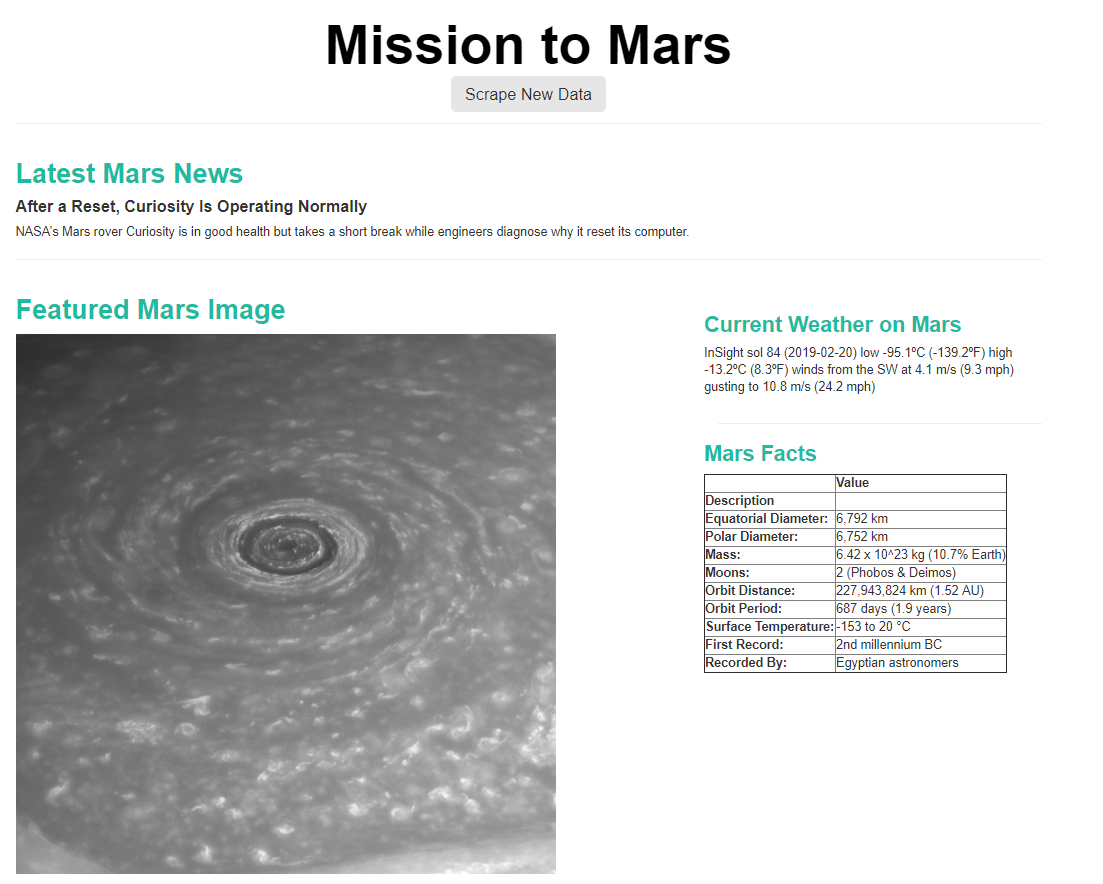 Mission to Mars
Scrape New Data
Latest Mars News
After a Reset, Curiosity Is Operating Normally
NASA's Mars rover Curiosity is in good health but takes a short break while engineers diagnose why it reset its computer.
Featured Mars Image
Current Weather on Mars
InSight sol 84 (2019-02-20) low -95.1ºC (-139.2ºF) high
-13.2ºC (8.3ºF) winds from the SW at 4.1 m/s (9.3 mph)
gusting to 10.8 m/s (24.2 mph)
Mars Facts
Value
Description
Equatorial Diameter: 6,792 km
Polar Diameter: 6,752 km
Mass: 6.42 x 10^23 kg (10.7% Earth)
Moons: 2 (Phobos & Deimos)
Orbit Distance: 227,943,824 km (1.52 AU)
Orbit Period: 687 days (1.9 years)
Surface Temperature: -153 to 20 °C
First Record: 2nd millennium BC
Recorded By: Egyptian astronomers